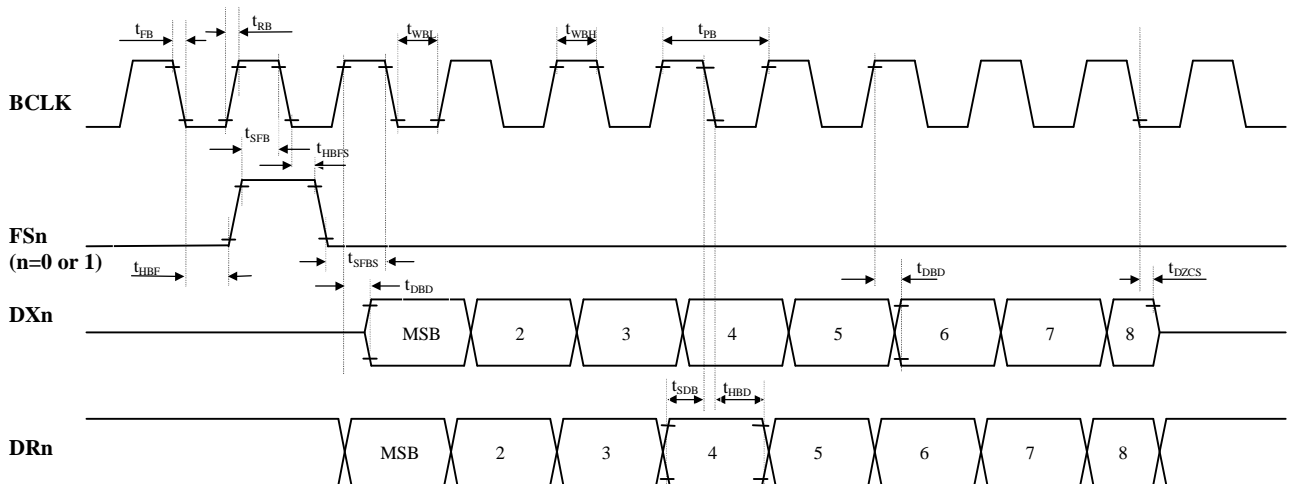 tFB tRB tWBL tWBH tPB
BCLK
tSFB
tHBFS
FSn
(n=0 or 1)
tHBF tSFBS tDBD tDZCS
tDBD
DXn MSB 2 3 4 5 6 7 8
tSDB tHBD
DRn MSB 2 3 4 5 6 7 8